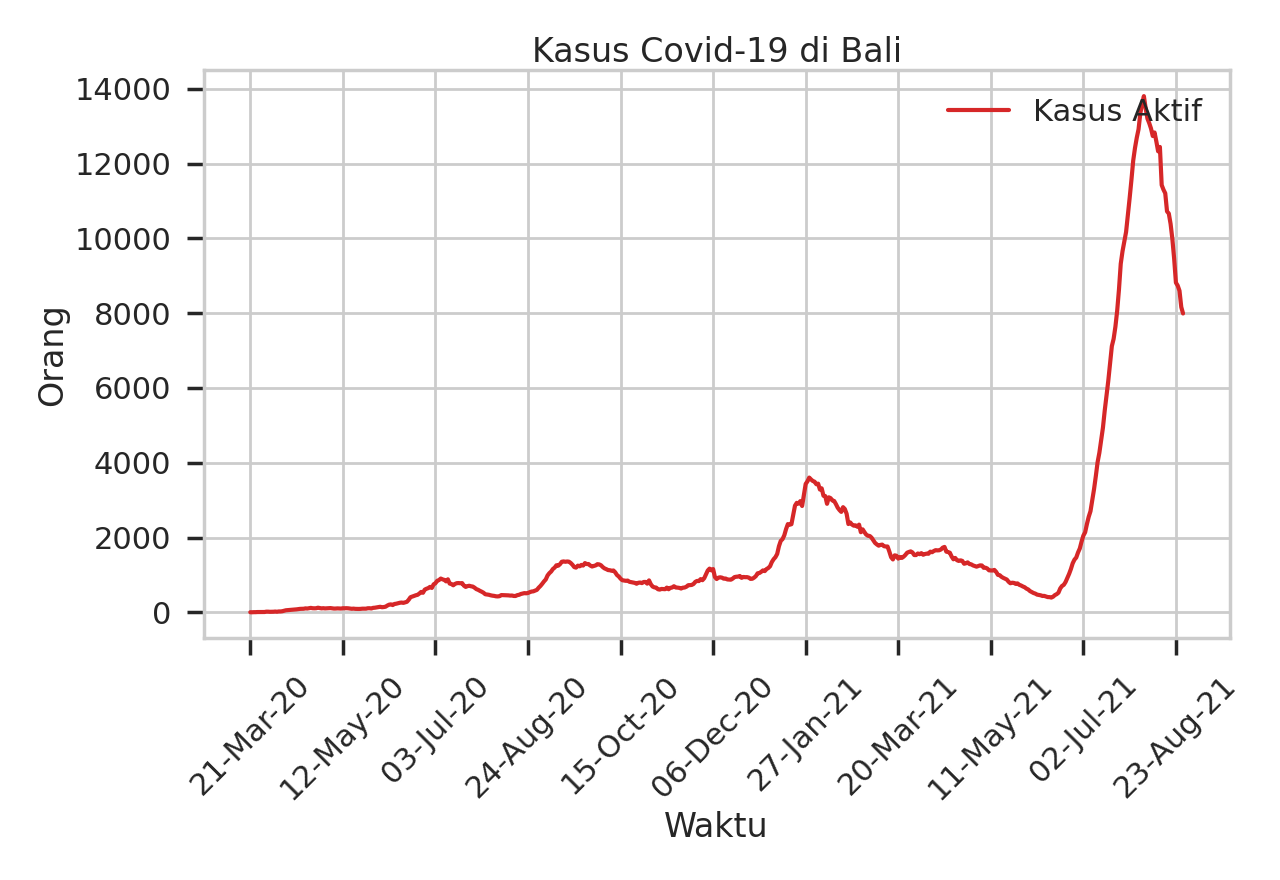 Kasus Covid-19 di Bali
Kasus Aktif
14000
12000
10000
8000
6000
4000
2000
0
Orang
21-Mar-20
12-May-20
03-Jul-20
24-Aug-20
15-Oct-20
06-Dec-20
27-Jan-21
20-Mar-21
11-May-21
02-Jul-21
23-Aug-21
Waktu